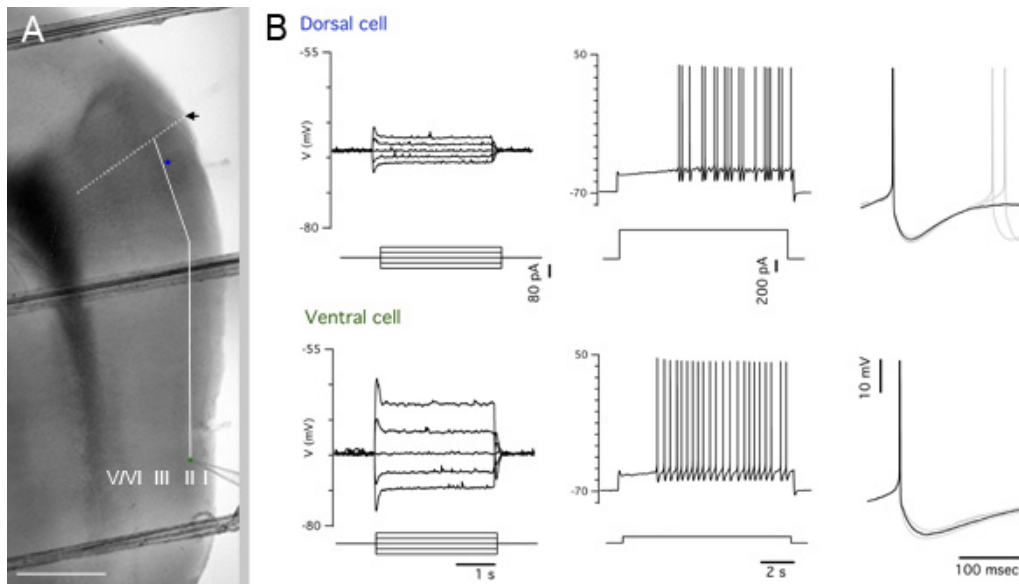 A
V/VI III II I
B
Dorsal cell
-55
V (mV)
-80
80 pA
50
-70
200 pA
Ventral cell
-55
V (mV)
-80
1 s
50
-70
2 s
10 mV
100 msec